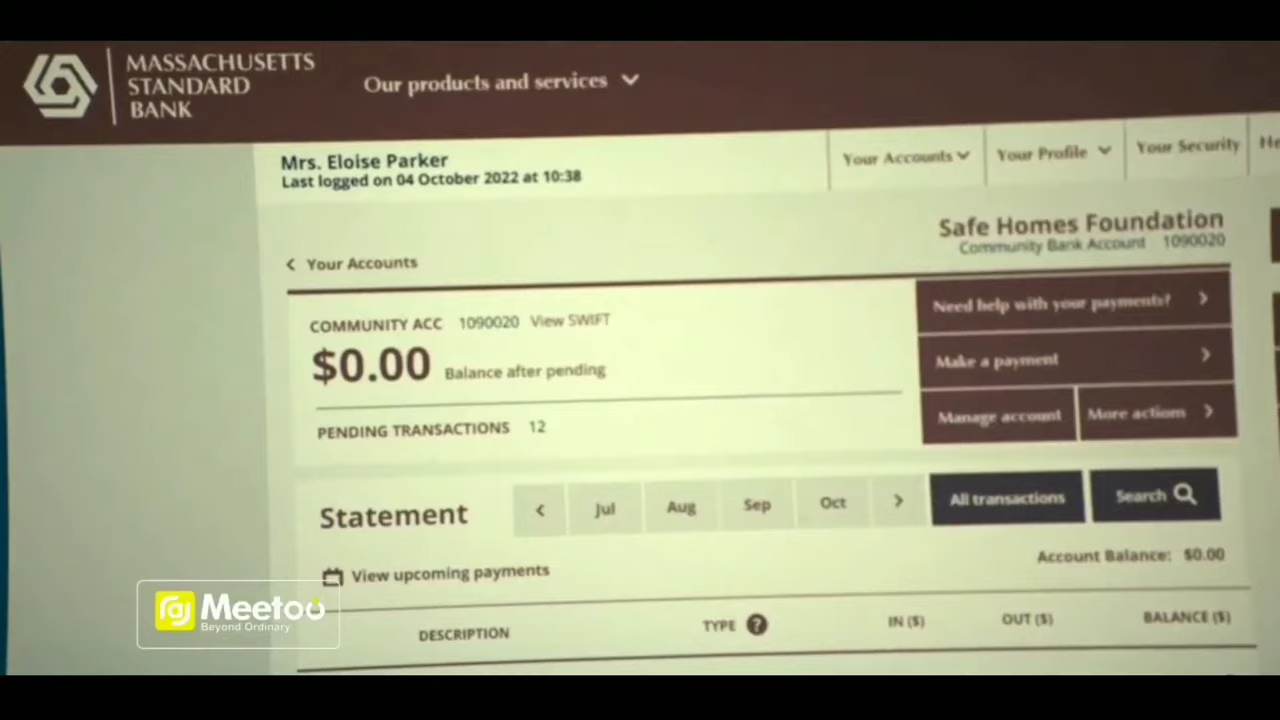 MASSACHUSETTS
STANDARD
BANK
Our products and services
Mrs. Eloise Parker
Last logged on 04 October 2022 at 10:38
Your Accounts
Your Profile
Your Security
Safe Homes Foundation
Community Bank Account 1090020
< Your Accounts
COMMUNITY ACC 1090020 View SWIFT
$0.00 Balance after pending
PENDING TRANSACTIONS 12
Need help with your payments? >
Make a payment >
Manage account
More actions >
Statement
< Jul Aug Sep Oct >
All transactions
Search
View upcoming payments
Account Balance: $0.00
DESCRIPTION TYPE ? IN ($) OUT ($) BALANCE ($)
Meetoo
Beyond Ordinary